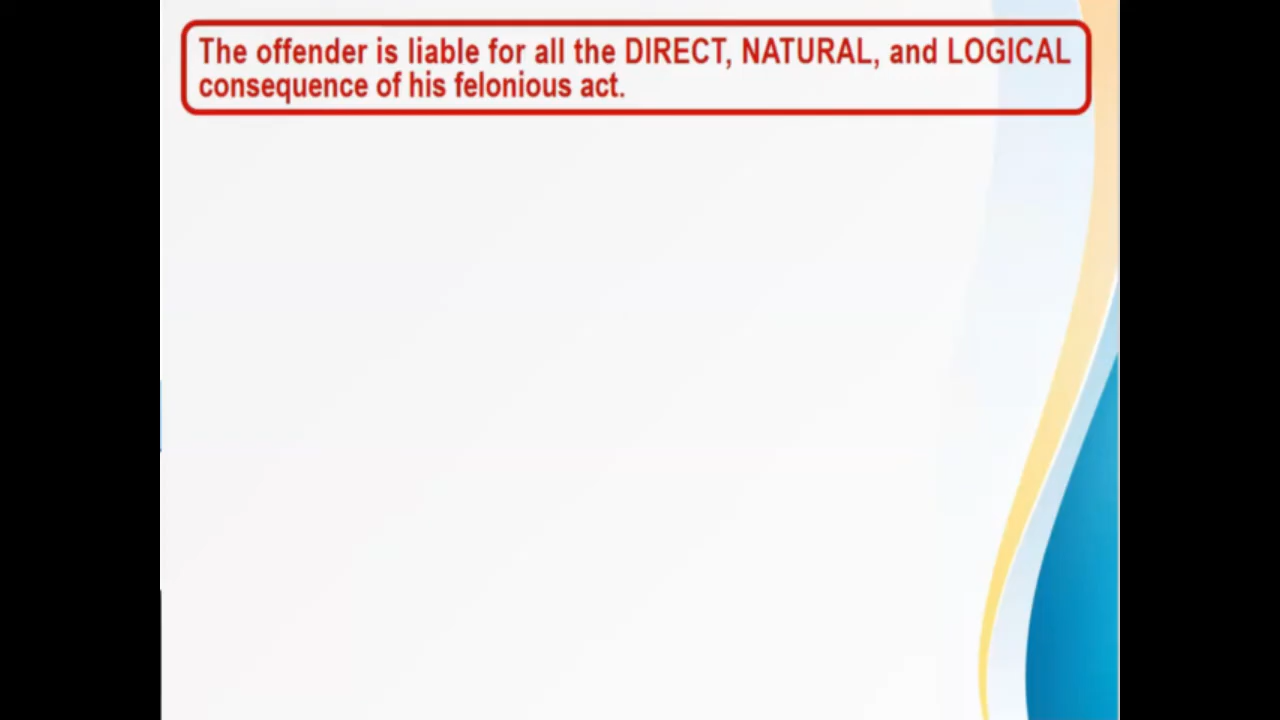 The offender is liable for all the DIRECT, NATURAL, and LOGICAL
consequence of his felonious act.